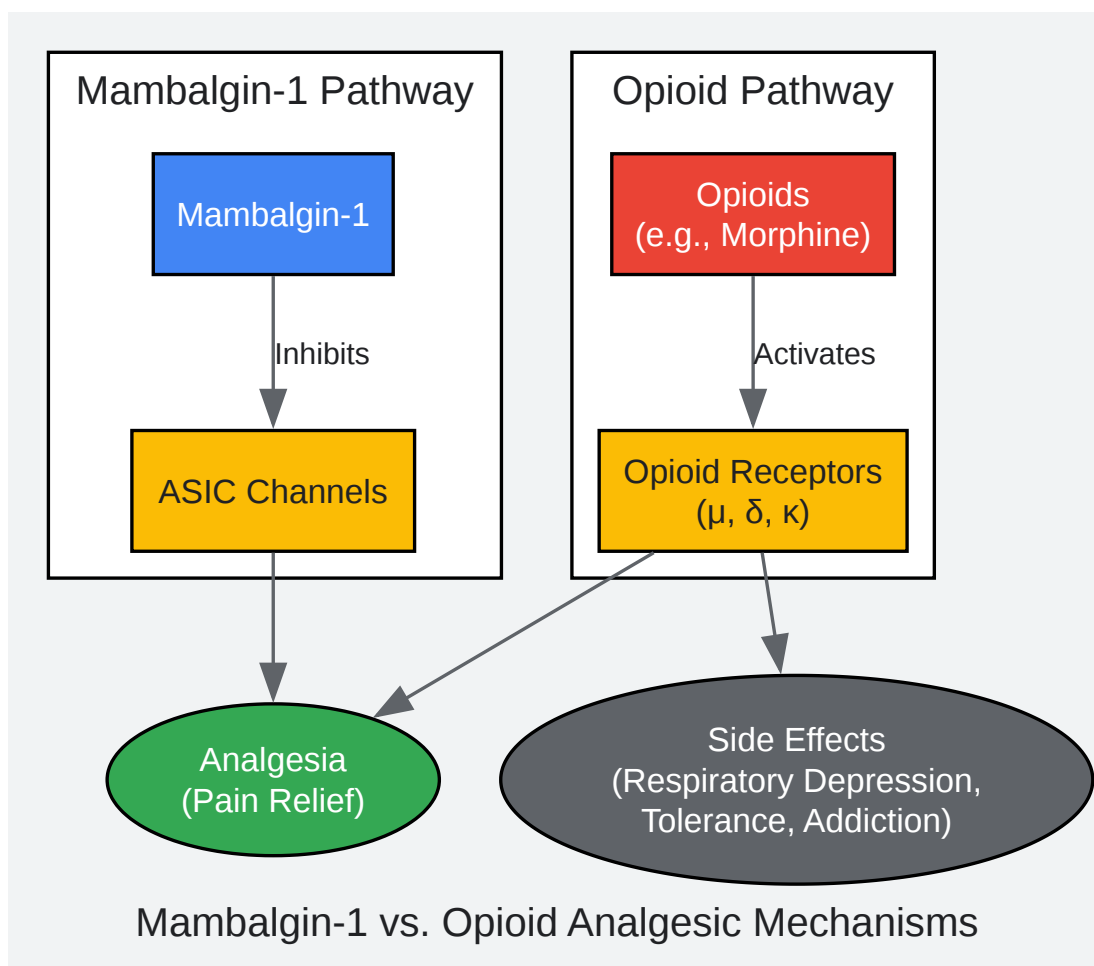 Mambalgin-1 Pathway
Mambalgin-1
Inhibits
ASIC Channels
Opioid Pathway
Opioids
(e.g., Morphine)
Activates
Opioid Receptors
(μ, δ, κ)
Analgesia
(Pain Relief)
Side Effects
(Respiratory Depression,
Tolerance, Addiction)
Mambalgin-1 vs. Opioid Analgesic Mechanisms